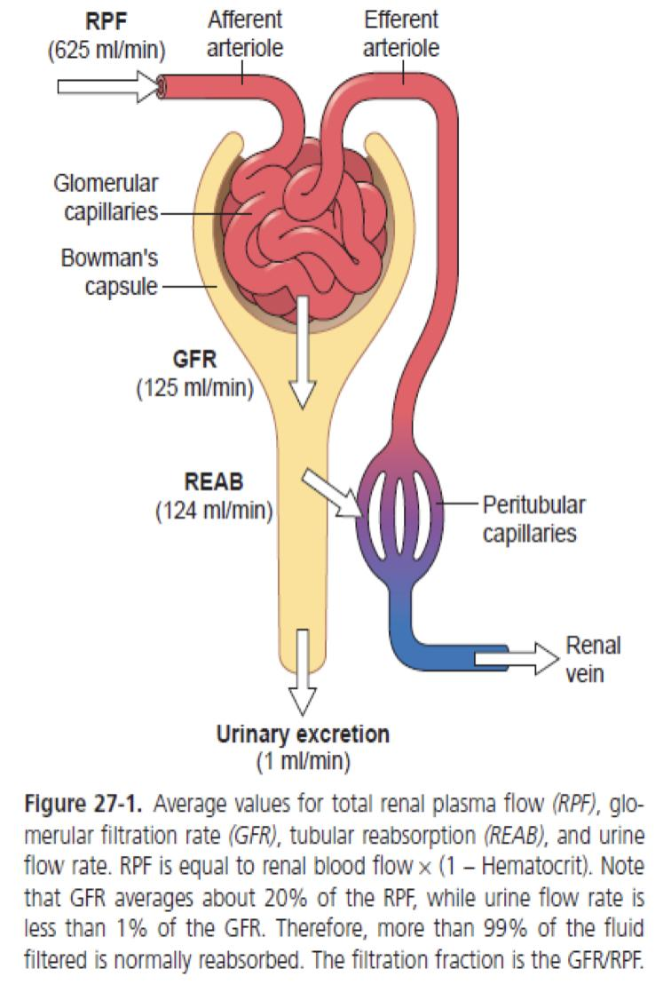 RPF
(625 ml/min)
Afferent
arteriole
Efferent
arteriole
Glomerular
capillaries
Bowman's
capsule
GFR
(125 ml/min)
REAB
(124 ml/min)
Peritubular
capillaries
Renal
vein
Urinary excretion
(1 ml/min)
Figure 27-1. Average values for total renal plasma flow (RPF), glo-
merular filtration rate (GFR), tubular reabsorption (REAB), and urine
flow rate. RPF is equal to renal blood flow × (1 – Hematocrit). Note
that GFR averages about 20% of the RPF, while urine flow rate is
less than 1% of the GFR. Therefore, more than 99% of the fluid
filtered is normally reabsorbed. The filtration fraction is the GFR/RPF.